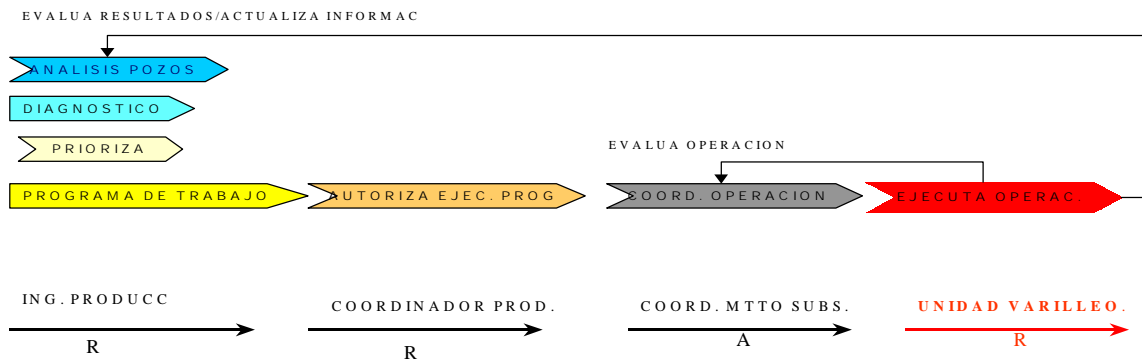 EVALUA RESULTADOS/ACTUALIZA INFORMAC
ANALISIS POZOS
DIAGNOSTICO
PRIORIZA
EVALUA OPERACION
PROGRAMA DE TRABAJO
AUTORIZA EJEC. PROG
COORD. OPERACION
EJECUTA OPERAC.
ING. PRODUCC
COORDINADOR PROD.
COORD. MTTO SUBS.
UNIDAD VARILLEO.
R
R
A
R